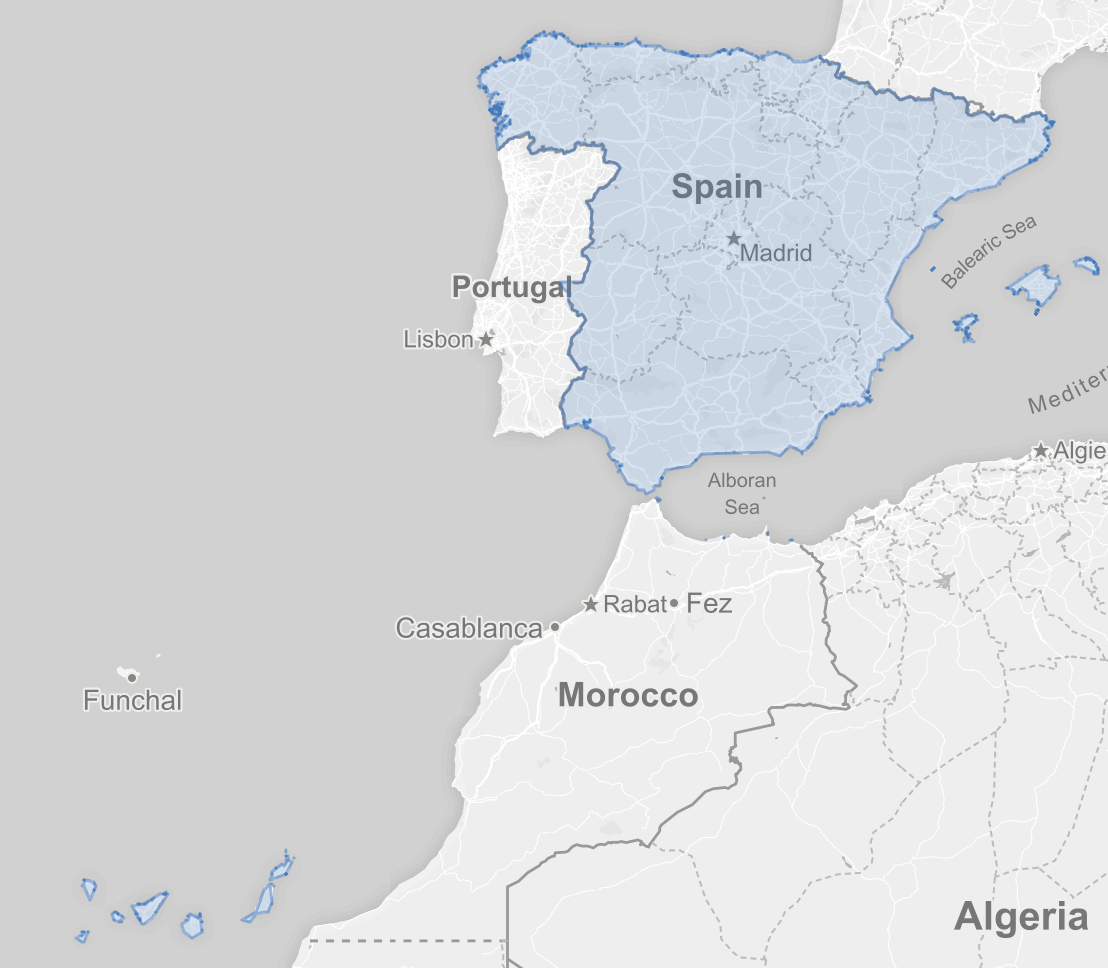 Spain
Balearic Sea
Madrid
Portugal
Lisbon
Mediter
Algie
Alboran
Sea
Rabat
Fez
Casablanca
Funchal
Morocco
Algeria